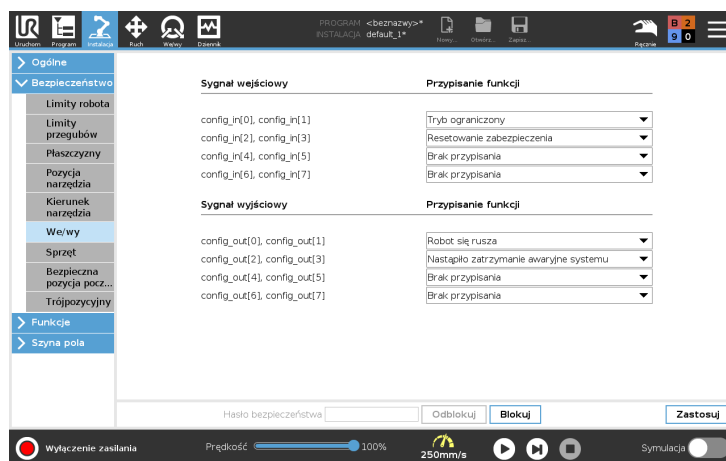 PROGRAM <beznazwy>*
INSTALACJA default_1*
B 2
9 0
Uruchom Program Instalacja Ruch We/wy Dziennik Nowy... Otwórz... Zapisz... Ręcznie
Ogólne
Bezpieczeństwo
Limity robota
Limity
przegubów
Płaszczyzny
Pozycja
narzędzia
Kierunek
narzędzia
We/wy
Sprzęt
Bezpieczna
pozycja pocz...
Trójpozycyjny
Funkcje
Szyna pola
Sygnał wejściowy Przypisanie funkcji
config_in[0], config_in[1] Tryb ograniczony
config_in[2], config_in[3] Resetowanie zabezpieczenia
config_in[4], config_in[5] Brak przypisania
config_in[6], config_in[7] Brak przypisania
Sygnał wyjściowy Przypisanie funkcji
config_out[0], config_out[1] Robot się rusza
config_out[2], config_out[3] Nastąpiło zatrzymanie awaryjne systemu
config_out[4], config_out[5] Brak przypisania
config_out[6], config_out[7] Brak przypisania
Hasło bezpieczeństwa Odblokuj Blokuj Zastosuj
Wyłączenie zasilania Prędkość 100% 250mm/s Symulacja